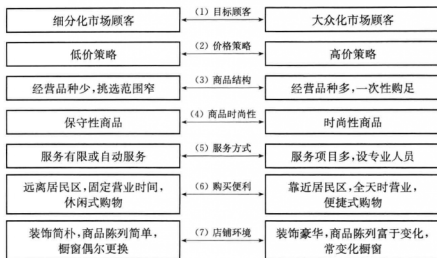 细分化市场顾客 (1) 目标顾客 大众化市场顾客
低价策略 (2) 价格策略 高价策略
经营品种少,挑选范围窄 (3) 商品结构 经营品种多,一次性购足
保守性商品 (4) 商品时尚性 时尚性商品
服务有限或自动服务 (5) 服务方式 服务项目多,设专业人员
远离居民区,固定营业时间,
休闲式购物
(6) 购买便利
靠近居民区,全天时营业,
便捷式购物
装饰简朴,商品陈列简单,
橱窗偶尔更换
(7) 店铺环境
装饰豪华,商品陈列富于变化,
常变化橱窗